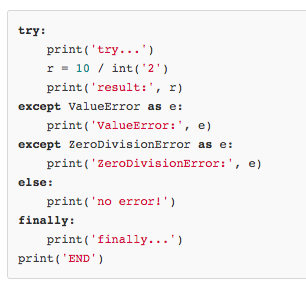 try:
    print('try...')
    r = 10 / int('2')
    print('result:', r)
except ValueError as e:
    print('ValueError:', e)
except ZeroDivisionError as e:
    print('ZeroDivisionError:', e)
else:
    print('no error!')
finally:
    print('finally...')
print('END')